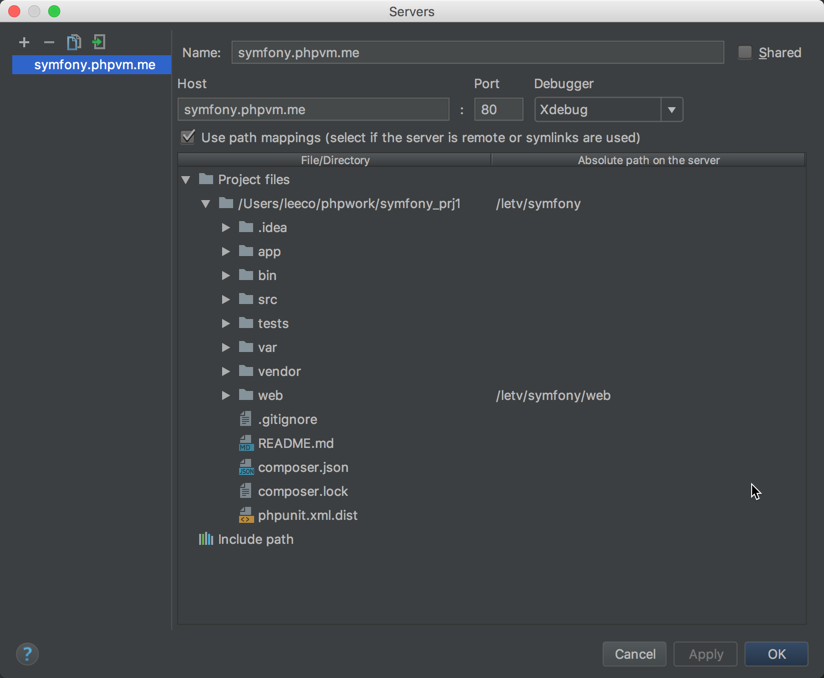 Servers
symfony.phpvm.me
Name: symfony.phpvm.me Shared
Host Port Debugger
symfony.phpvm.me : 80 Xdebug
Use path mappings (select if the server is remote or symlinks are used)
File/Directory Absolute path on the server
Project files
/Users/leeco/phpwork/symfony_prj1 /letv/symfony
.idea
app
bin
src
tests
var
vendor
web /letv/symfony/web
.gitignore
README.md
composer.json
composer.lock
phpunit.xml.dist
Include path
? Cancel Apply OK